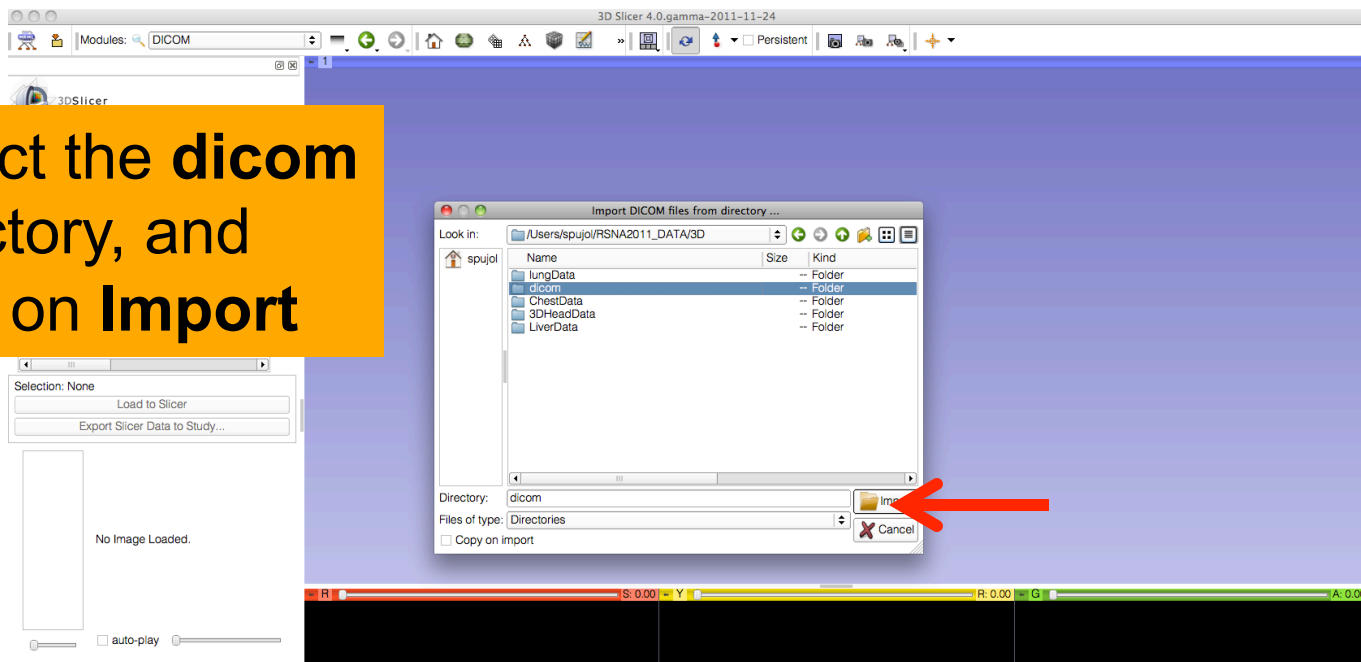 3D Slicer 4.0.gamma-2011-11-24
Modules: DICOM
» Persistent
1
3DSlicer
ct the dicom
ctory, and
on Import
Import DICOM files from directory ...
Look in: /Users/spujol/RSNA2011_DATA/3D
spujol
Name Size Kind
lungData -- Folder
dicom -- Folder
ChestData -- Folder
3DHeadData -- Folder
LiverData -- Folder
Directory: dicom
Files of type: Directories
Cancel
Copy on import
Selection: None
Load to Slicer
Export Slicer Data to Study...
No Image Loaded.
auto-play
R S: 0.00 Y R: 0.00 G A: 0.00